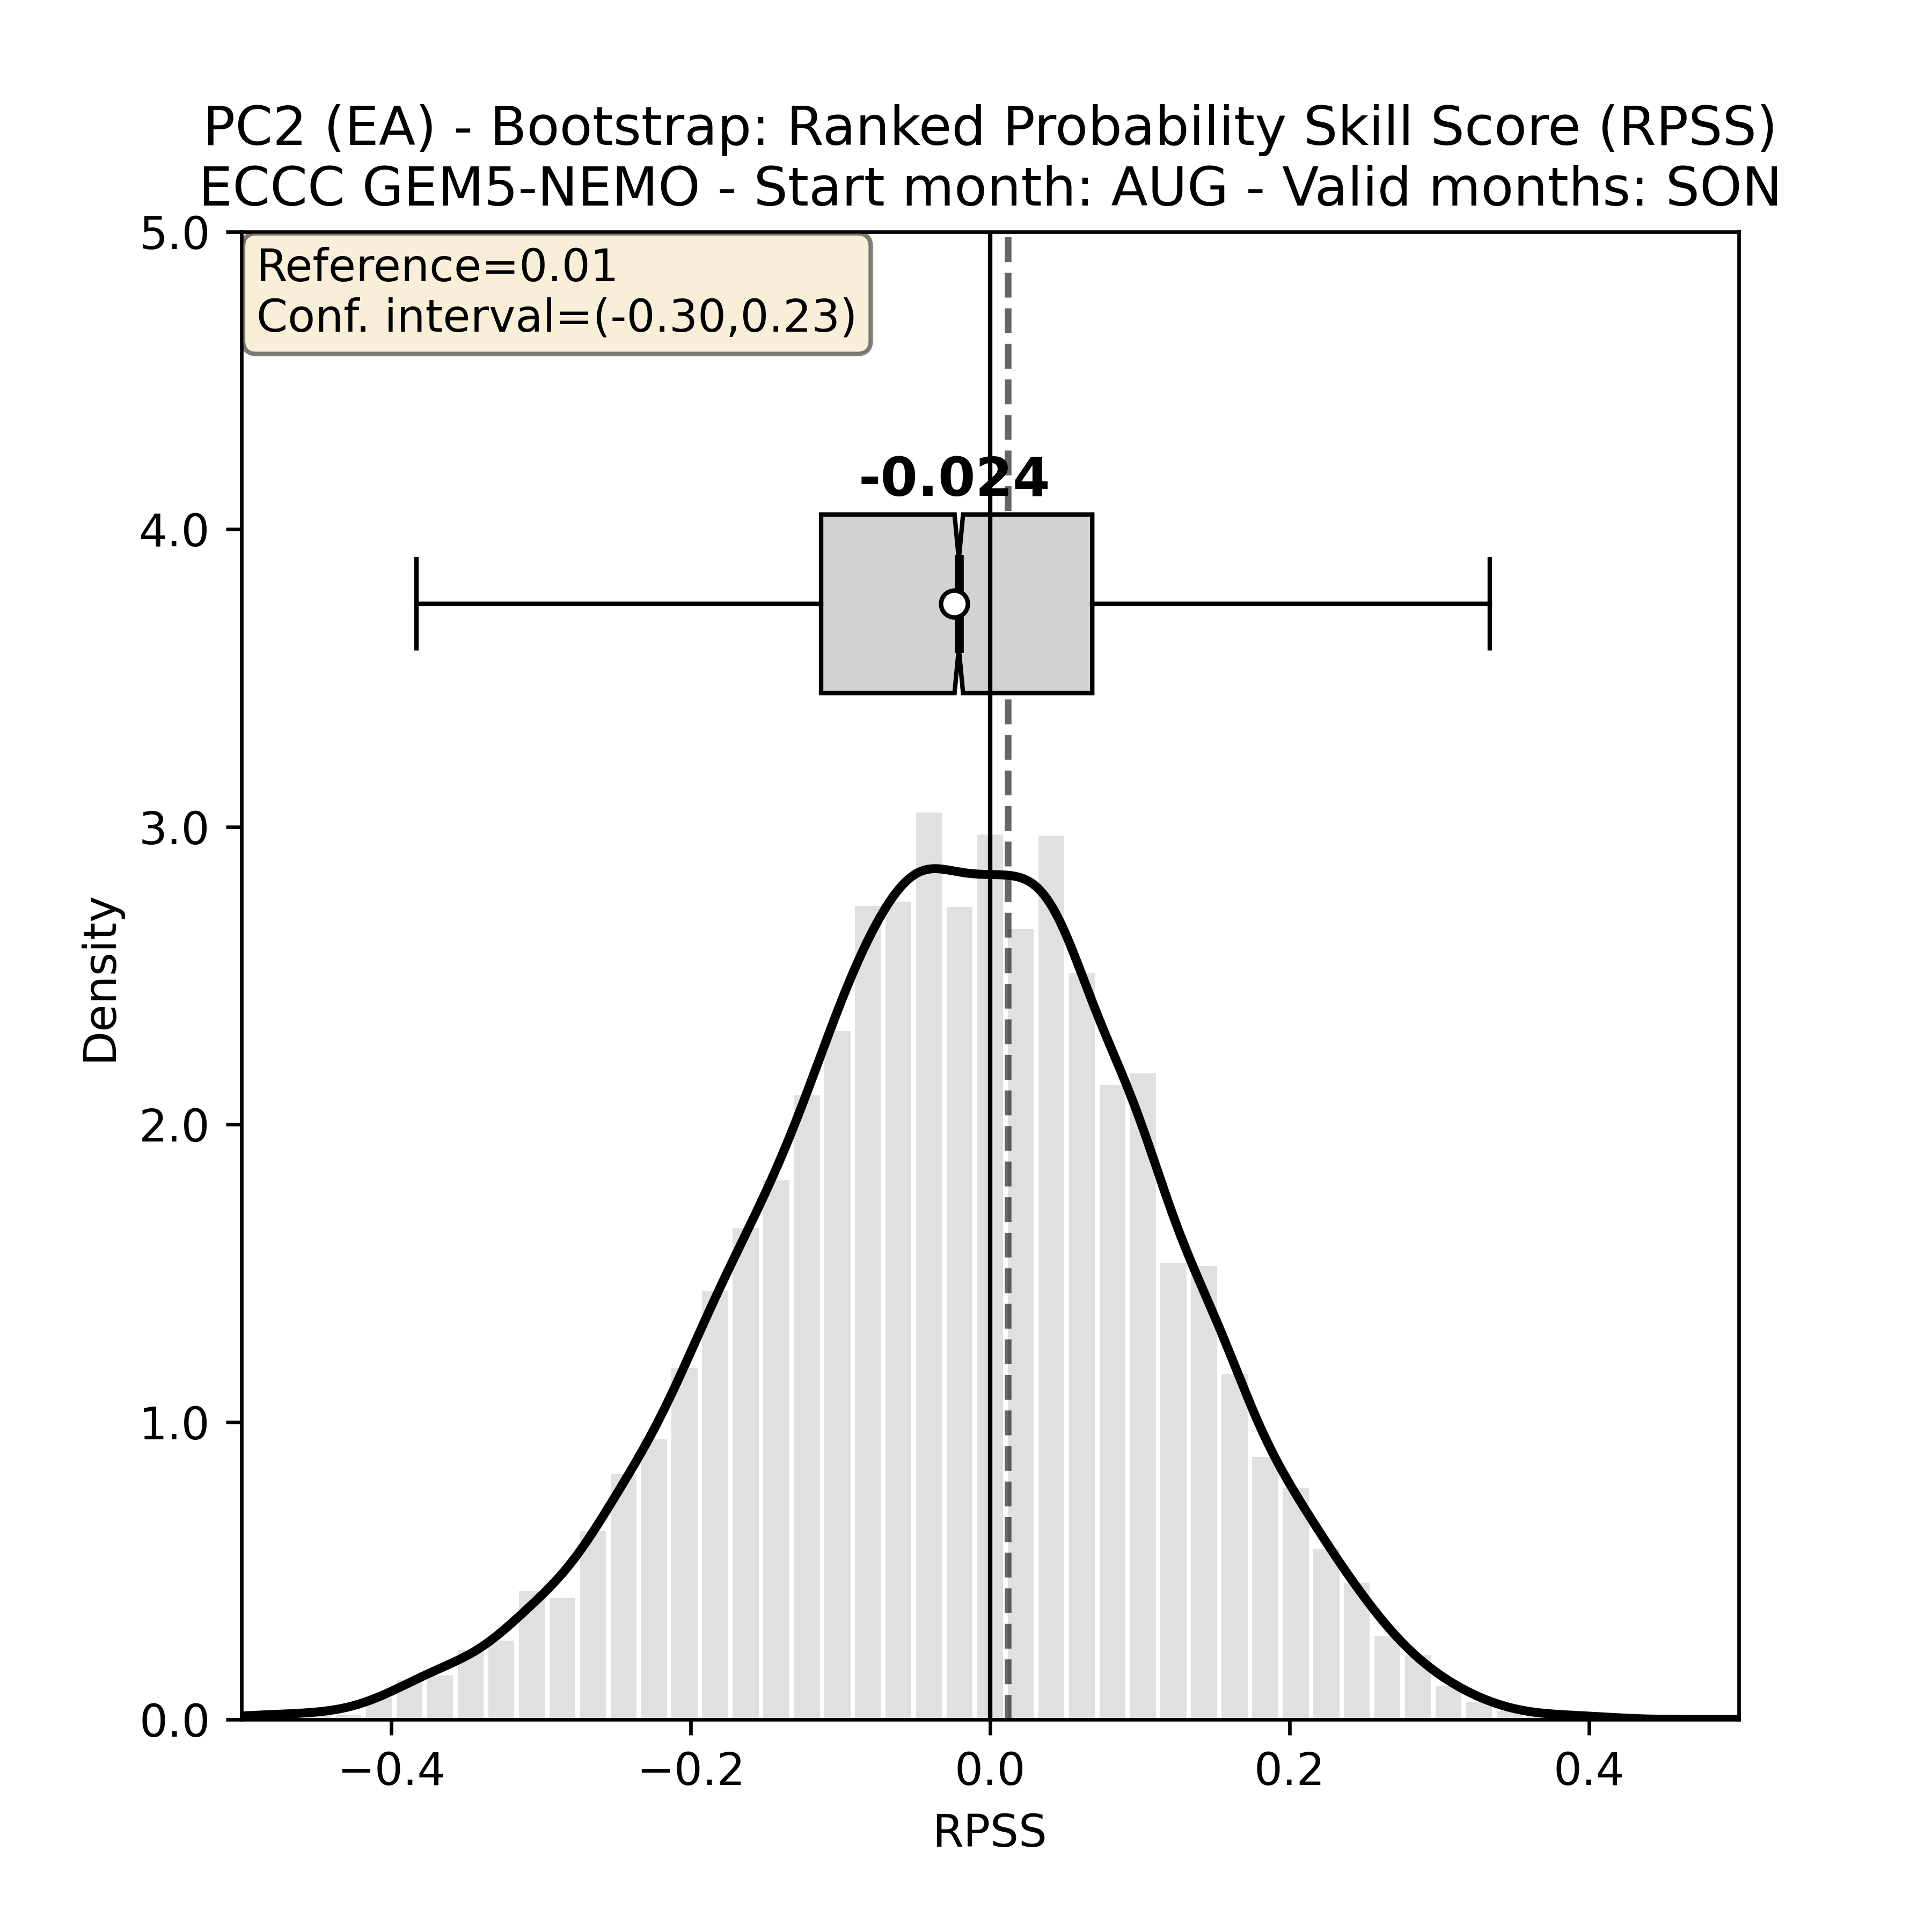 PC2 (EA) - Bootstrap: Ranked Probability Skill Score (RPSS)
ECCC GEM5-NEMO - Start month: AUG - Valid months: SON
Reference=0.01
Conf. interval=(-0.30,0.23)
-0.024
5.0
4.0
3.0
2.0
1.0
0.0
Density
−0.4
−0.2
0.0
0.2
0.4
RPSS